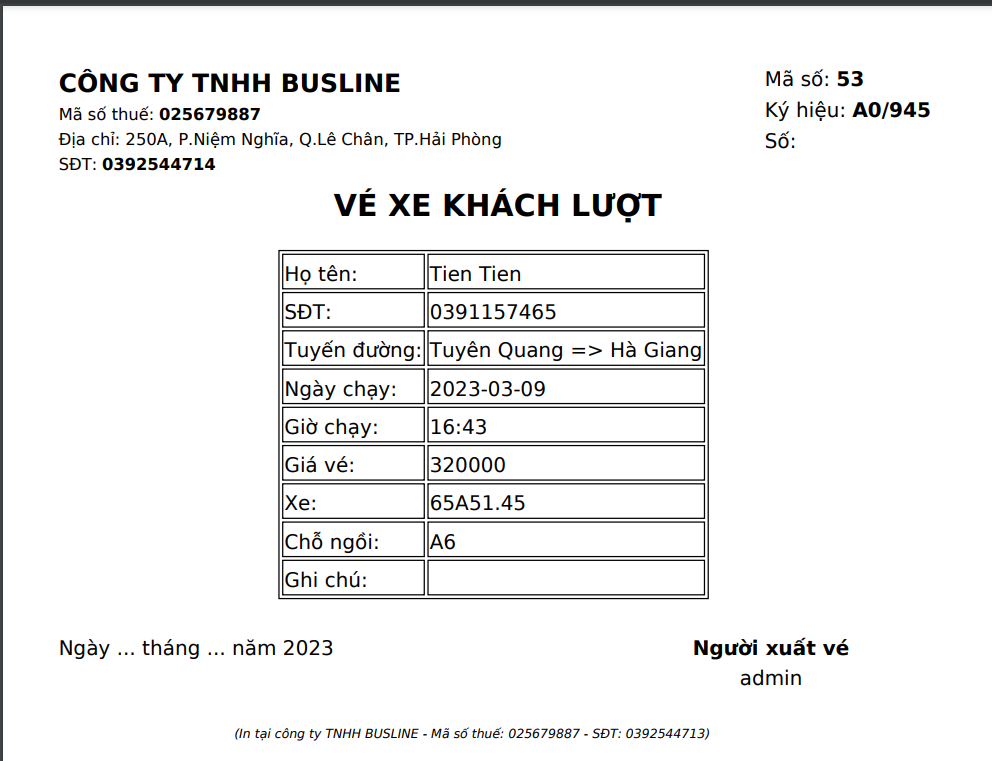 CÔNG TY TNHH BUSLINE
Mã số thuế: 025679887
Địa chỉ: 250A, P.Niệm Nghĩa, Q.Lê Chân, TP.Hải Phòng
SĐT: 0392544714
Mã số: 53
Ký hiệu: A0/945
Số:
VÉ XE KHÁCH LƯỢT
Họ tên: Tien Tien
SĐT: 0391157465
Tuyến đường: Tuyên Quang => Hà Giang
Ngày chạy: 2023-03-09
Giờ chạy: 16:43
Giá vé: 320000
Xe: 65A51.45
Chỗ ngồi: A6
Ghi chú:
Ngày ... tháng ... năm 2023
Người xuất vé
admin
(In tại công ty TNHH BUSLINE - Mã số thuế: 025679887 - SĐT: 0392544713)